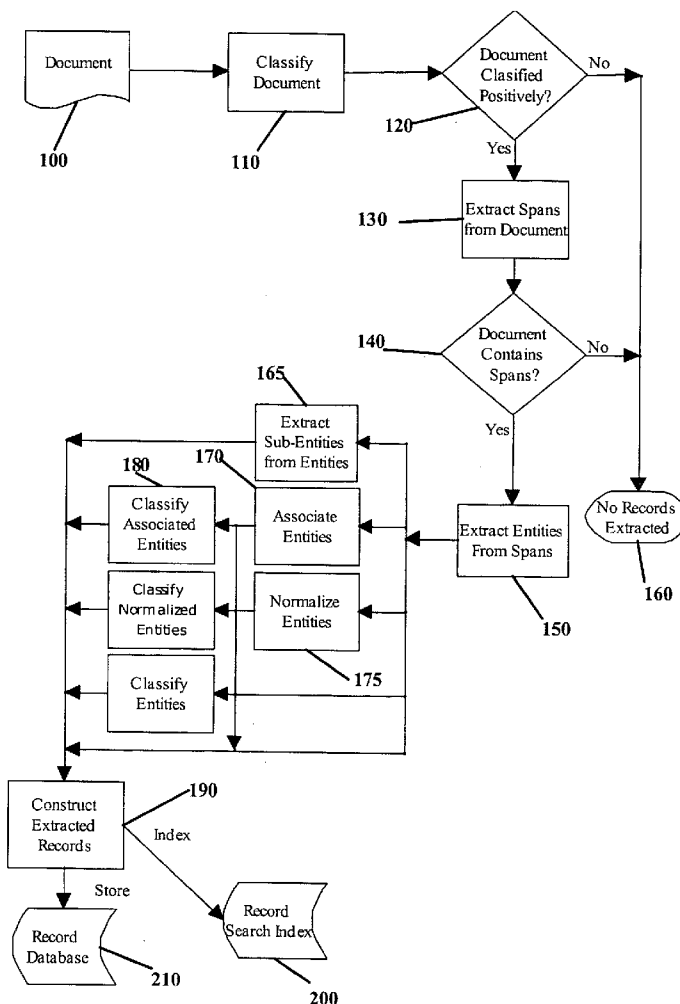 Document
100
Classify
Document
110
Document
Clasified
Positively?
120
No
Yes
Extract Spans
from Document
130
Document
Contains
Spans?
140
No
Yes
165
Extract
Sub-Entities
from Entities
170
180
Classify
Associated
Entities
Associate
Entities
Extract Entities
From Spans
150
No Records
Extracted
160
Classify
Normalized
Entities
Normalize
Entities
175
Classify
Entities
Construct
Extracted
Records
190
Index
Store
Record
Database
210
Record
Search Index
200